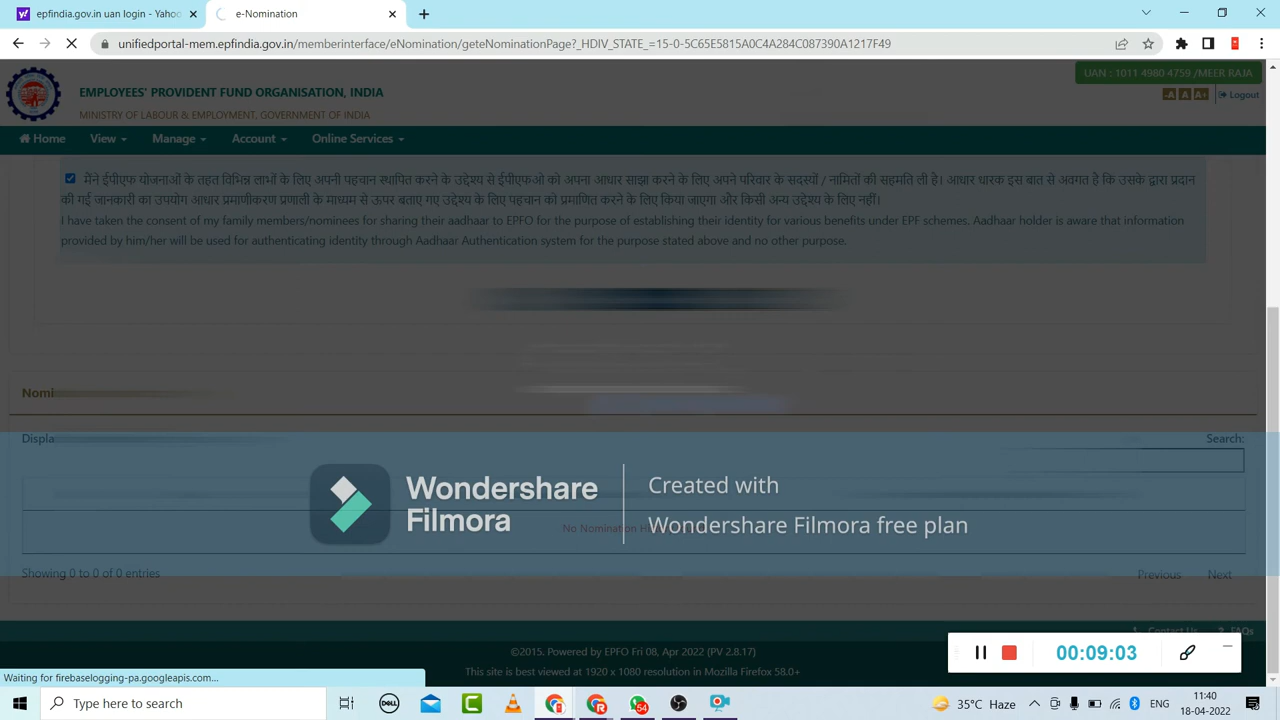 epfindia.gov.in uan login - Yahoo
e-Nomination
unifiedportal-mem.epfindia.gov.in/memberinterface/eNomination/geteNominationPage?_HDIV_STATE_=15-0-5C65E5815A0C4A284C087390A1217F49
UAN : 1011 4980 4759 /MEER RAJA
EMPLOYEES' PROVIDENT FUND ORGANISATION, INDIA
-A A A+ Logout
MINISTRY OF LABOUR & EMPLOYMENT, GOVERNMENT OF INDIA
Home View Manage Account Online Services
मैंने ईपीएफ योजनाओं के तहत विभिन्न लाभों के लिए अपनी पहचान स्थापित करने के उद्देश्य से ईपीएफओ को अपना आधार साझा करने के लिए अपने परिवार के सदस्यों / नामितों की सहमति ली है। आधार धारक इस बात से अवगत है कि उसके द्वारा प्रदान
की गई जानकारी का उपयोग आधार प्रमाणीकरण प्रणाली के माध्यम से ऊपर बताए गए उद्देश्य के लिए पहचान को प्रमाणित करने के लिए किया जाएगा और किसी अन्य उद्देश्य के लिए नहीं।
I have taken the consent of my family members/nominees for sharing their aadhaar to EPFO for the purpose of establishing their identity for various benefits under EPF schemes. Aadhaar holder is aware that information
provided by him/her will be used for authenticating identity through Aadhaar Authentication system for the purpose stated above and no other purpose.
Nomi
Displa
Search:
Wondershare
Filmora
Created with
Wondershare Filmora free plan
No Nomination Hi
Showing 0 to 0 of 0 entries
Previous Next
Contact Us ? FAQs
©2015. Powered by EPFO Fri 08, Apr 2022 (PV 2.8.17)
This site is best viewed at 1920 x 1080 resolution in Mozilla Firefox 58.0+
00:09:03
Waiting for firebaselogging-pa.googleapis.com...
Type here to search
DELL
C
54
35°C Haze
ENG
11:40
18-04-2022